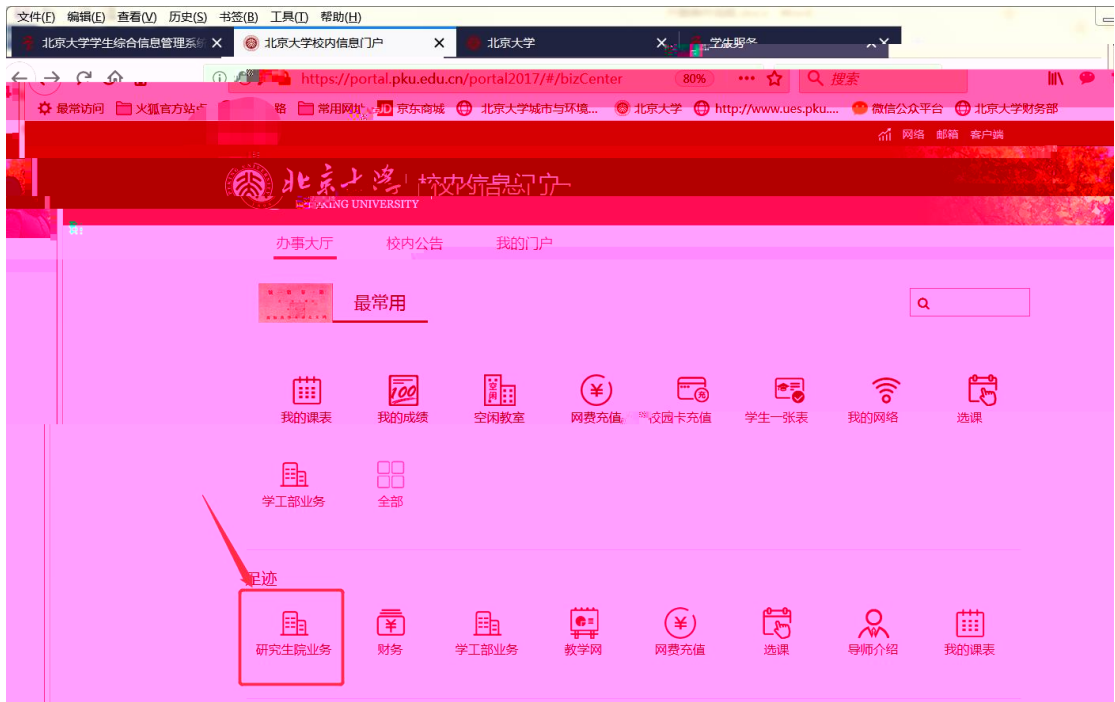 文件(F) 编辑(E) 查看(V) 历史(S) 书签(B) 工具(T) 帮助(H)
北京大学学生综合信息管理系统 北京大学校内信息门户 北京大学 学生服务
https://portal.pku.edu.cn/portal2017/#/bizCenter 80% 搜索
最常访问 火狐官方站点 常用网址 JD 京东商城 北京大学城市与环境... 北京大学 http://www.ues.pku.... 微信公众平台 北京大学财务部
网络 邮箱 客户端
北京大学 校内信息门户
PEKING UNIVERSITY
办事大厅 校内公告 我的门户
最常用
我的课表 我的成绩 空闲教室 网费充值 校园卡充值 学生一张表 我的网络 选课
学工部业务 全部
足迹
研究生院业务 财务 学工部业务 教学网 网费充值 选课 导师介绍 我的课表